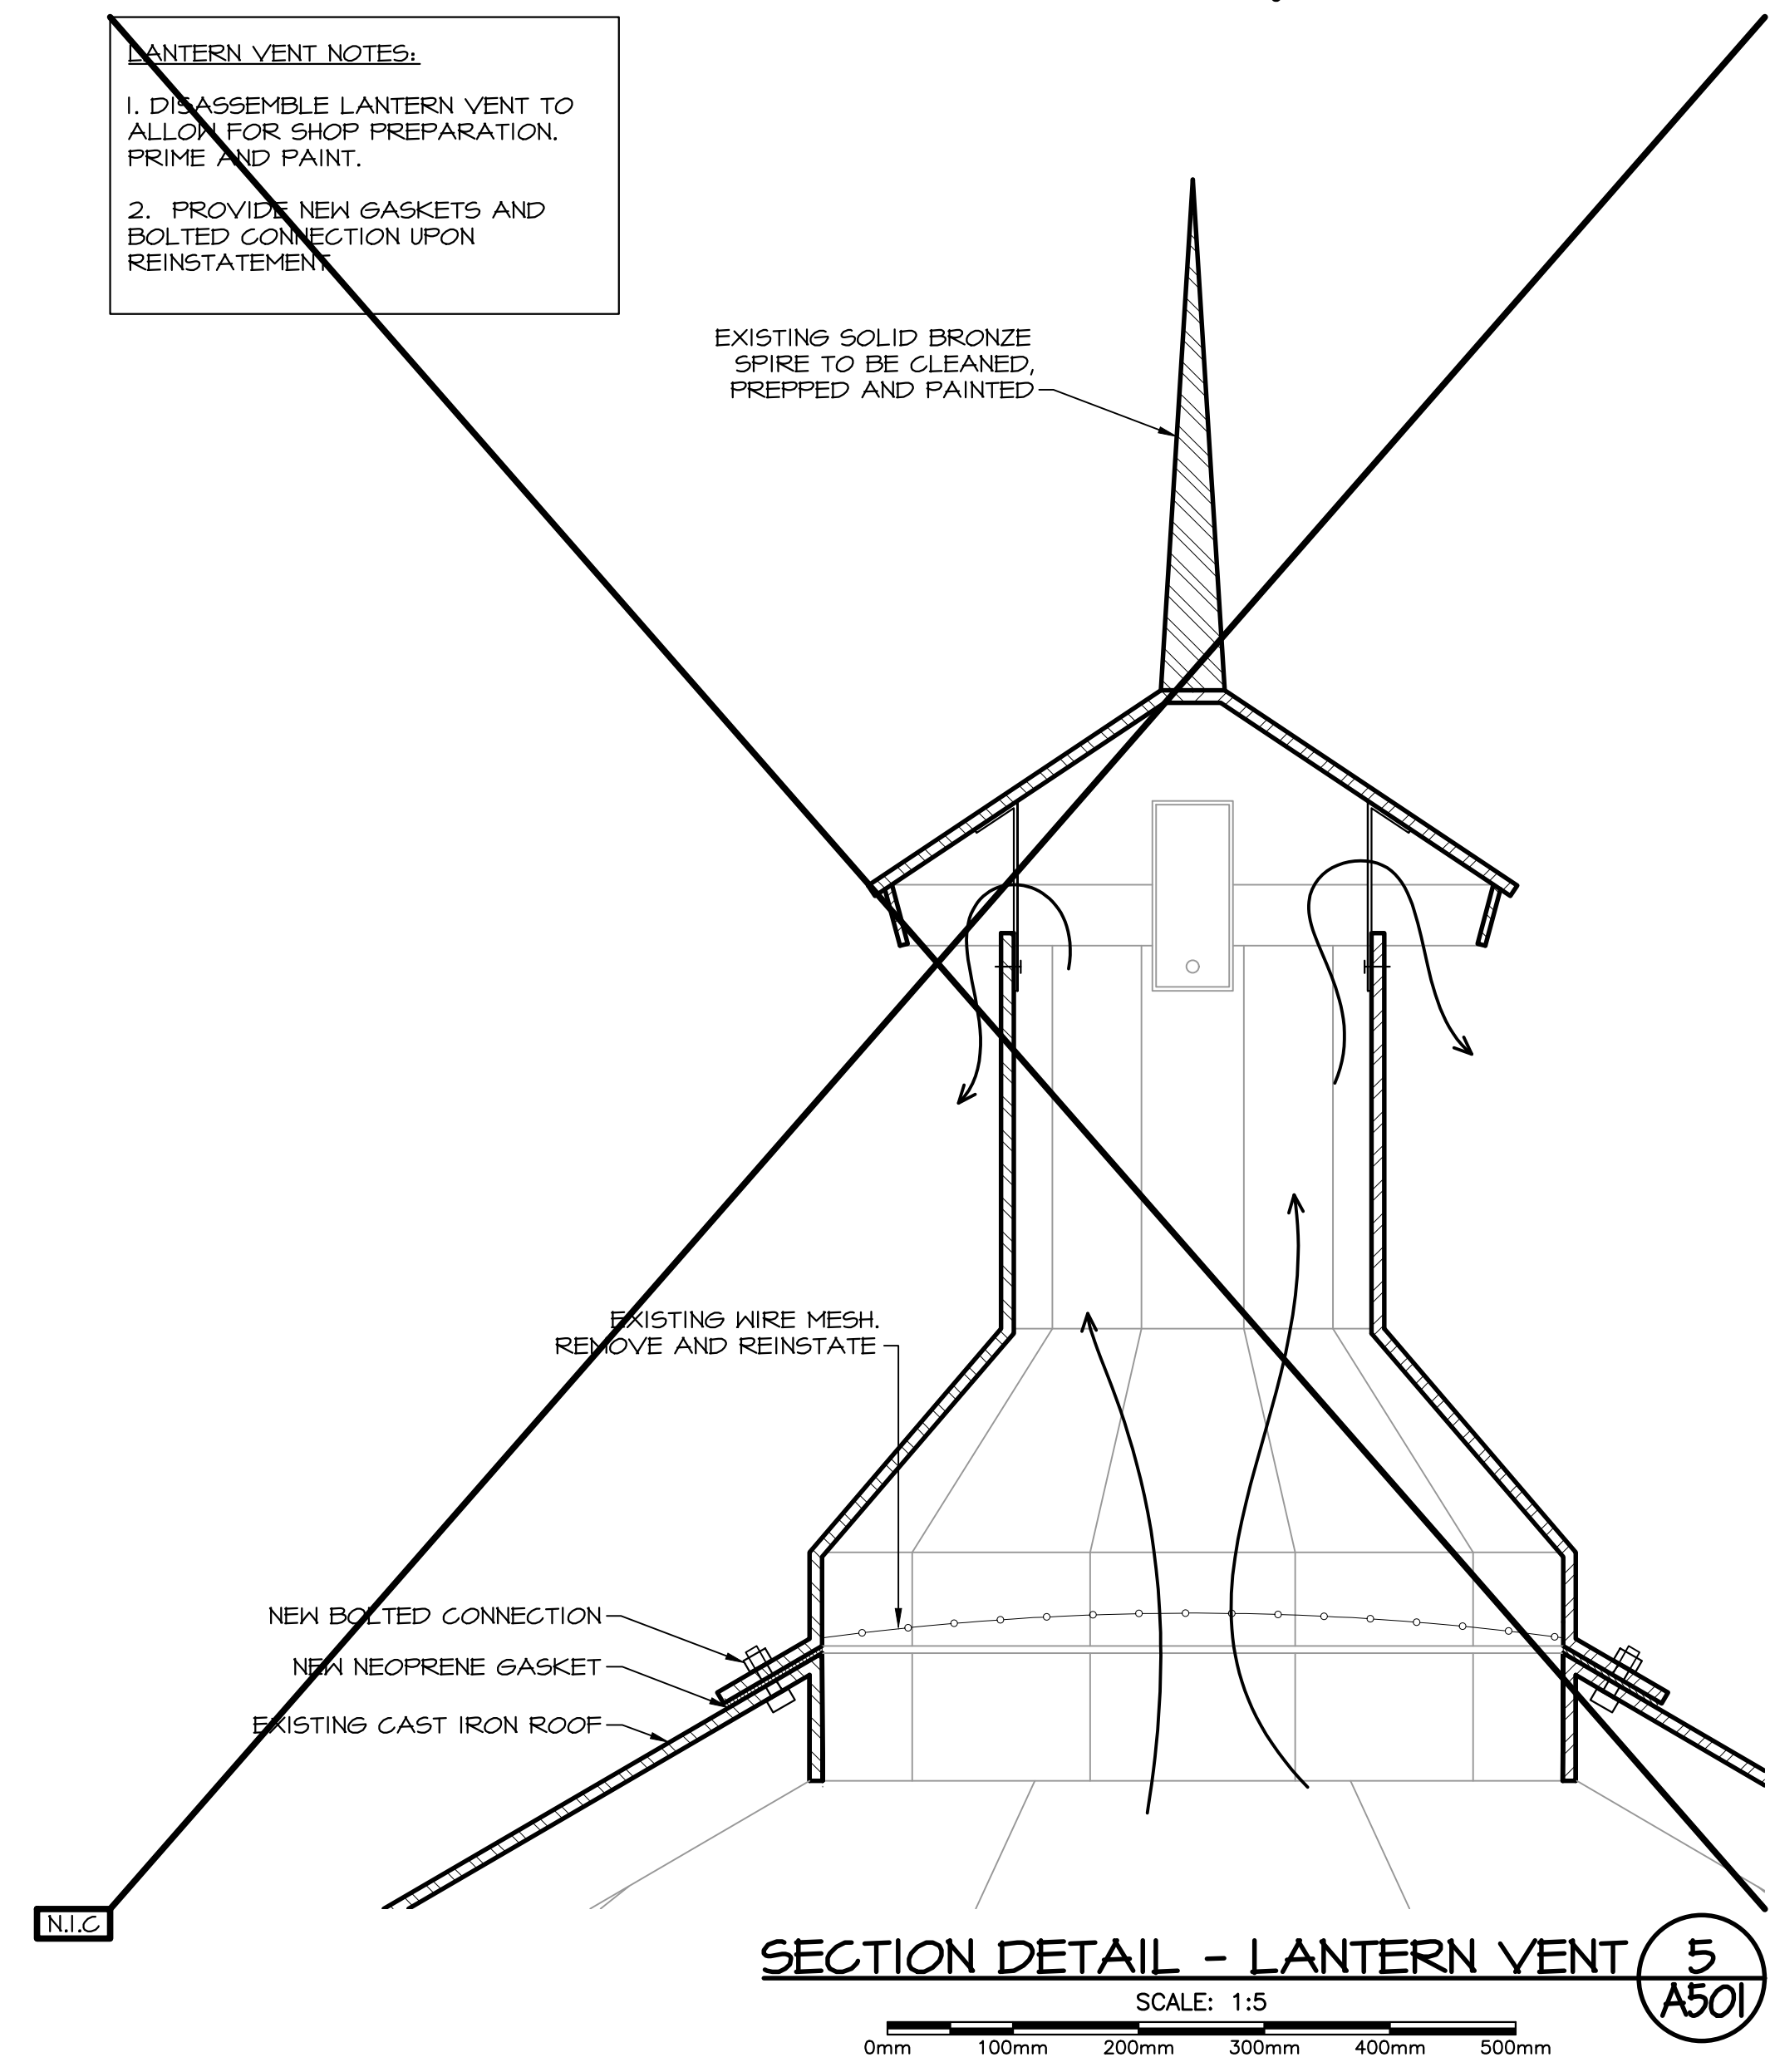 LANTERN VENT NOTES:
1. DISASSEMBLE LANTERN VENT TO
ALLOW FOR SHOP PREPARATION.
PRIME AND PAINT.
2. PROVIDE NEW GASKETS AND
BOLTED CONNECTION UPON
REINSTATEMENT
EXISTING SOLID BRONZE
SPIRE TO BE CLEANED,
PREPPED AND PAINTED
EXISTING WIRE MESH.
REMOVE AND REINSTATE
NEW BOLTED CONNECTION
NEW NEOPRENE GASKET
EXISTING CAST IRON ROOF
N.I.C
SECTION DETAIL - LANTERN VENT
5
A501
SCALE: 1:5
0mm 100mm 200mm 300mm 400mm 500mm